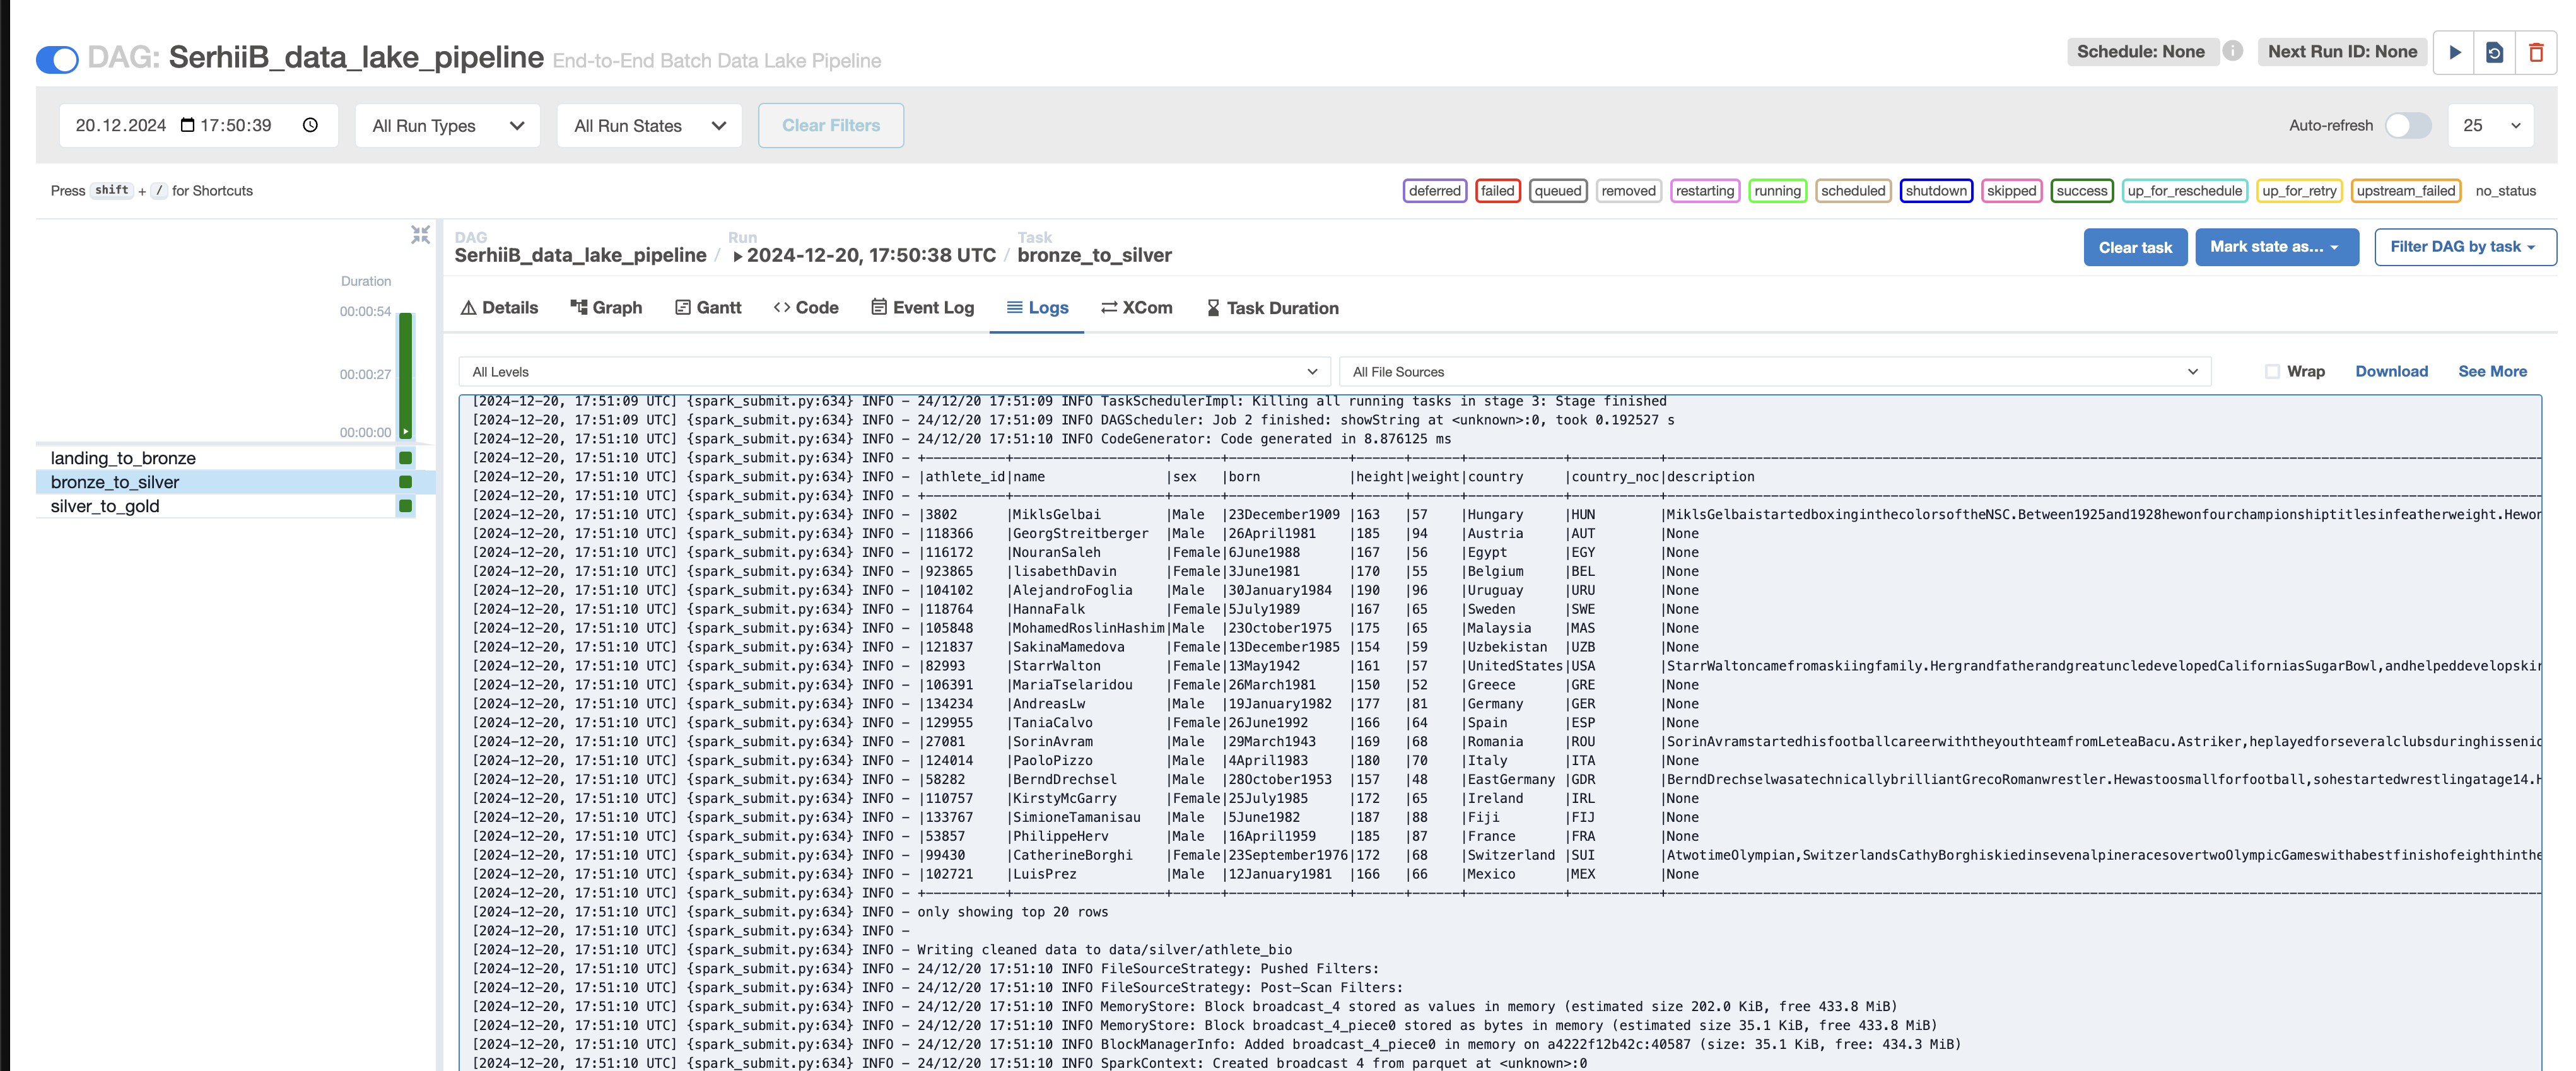 DAG: SerhiiB_data_lake_pipeline End-to-End Batch Data Lake Pipeline
Schedule: None
Next Run ID: None
20.12.2024 17:50:39
All Run Types
All Run States
Clear Filters
Auto-refresh
25
Press shift + / for Shortcuts
deferred failed queued removed restarting running scheduled shutdown skipped success up_for_reschedule up_for_retry upstream_failed no_status
Duration
00:00:54
00:00:27
00:00:00
landing_to_bronze
bronze_to_silver
silver_to_gold
DAG Run Task
SerhiiB_data_lake_pipeline / 2024-12-20, 17:50:38 UTC / bronze_to_silver
Clear task
Mark state as...
Filter DAG by task
Details Graph Gantt Code Event Log Logs XCom Task Duration
All Levels
All File Sources
Wrap
Download
See More
[2024-12-20, 17:51:09 UTC] {spark_submit.py:634} INFO - 24/12/20 17:51:09 INFO TaskSchedulerImpl: Killing all running tasks in stage 3: Stage finished
[2024-12-20, 17:51:09 UTC] {spark_submit.py:634} INFO - 24/12/20 17:51:09 INFO DAGScheduler: Job 2 finished: showString at <unknown>:0, took 0.192527 s
[2024-12-20, 17:51:10 UTC] {spark_submit.py:634} INFO - 24/12/20 17:51:10 INFO CodeGenerator: Code generated in 8.876125 ms
[2024-12-20, 17:51:10 UTC] {spark_submit.py:634} INFO - +----------+--------------------+------+-----------------+------+------+-------------+-----------+--------------------
[2024-12-20, 17:51:10 UTC] {spark_submit.py:634} INFO - |athlete_id|name |sex |born |height|weight|country |country_noc|description
[2024-12-20, 17:51:10 UTC] {spark_submit.py:634} INFO - +----------+--------------------+------+-----------------+------+------+-------------+-----------+--------------------
[2024-12-20, 17:51:10 UTC] {spark_submit.py:634} INFO - |3802 |MiklsGelbai |Male |23December1909 |163 |57 |Hungary |HUN |MiklsGelbaistartedboxinginthecolorsoftheNSC.Between1925and1928hewonfourchampionshiptitlesinfeatherweight.Hewon
[2024-12-20, 17:51:10 UTC] {spark_submit.py:634} INFO - |118366 |GeorgStreitberger |Male |26April1981 |185 |94 |Austria |AUT |None
[2024-12-20, 17:51:10 UTC] {spark_submit.py:634} INFO - |116172 |NouranSaleh |Female|6June1988 |167 |56 |Egypt |EGY |None
[2024-12-20, 17:51:10 UTC] {spark_submit.py:634} INFO - |923865 |lisabethDavin |Female|3June1981 |170 |55 |Belgium |BEL |None
[2024-12-20, 17:51:10 UTC] {spark_submit.py:634} INFO - |104102 |AlejandroFoglia |Male |30January1984 |190 |96 |Uruguay |URU |None
[2024-12-20, 17:51:10 UTC] {spark_submit.py:634} INFO - |118764 |HannaFalk |Female|5July1989 |167 |65 |Sweden |SWE |None
[2024-12-20, 17:51:10 UTC] {spark_submit.py:634} INFO - |105848 |MohamedRoslinHashim|Male |23October1975 |175 |65 |Malaysia |MAS |None
[2024-12-20, 17:51:10 UTC] {spark_submit.py:634} INFO - |121837 |SakinaMamedova |Female|13December1985 |154 |59 |Uzbekistan |UZB |None
[2024-12-20, 17:51:10 UTC] {spark_submit.py:634} INFO - |82993 |StarrWalton |Female|13May1942 |161 |57 |UnitedStates|USA |StarrWaltoncamefromaskiingfamily.HergrandfatherandgreatuncledevelopedCaliforniasSugarBowl,andhelpeddevelopskin
[2024-12-20, 17:51:10 UTC] {spark_submit.py:634} INFO - |106391 |MariaTselaridou |Female|26March1981 |150 |52 |Greece |GRE |None
[2024-12-20, 17:51:10 UTC] {spark_submit.py:634} INFO - |134234 |AndreasLw |Male |19January1982 |177 |81 |Germany |GER |None
[2024-12-20, 17:51:10 UTC] {spark_submit.py:634} INFO - |129955 |TaniaCalvo |Female|26June1992 |166 |64 |Spain |ESP |None
[2024-12-20, 17:51:10 UTC] {spark_submit.py:634} INFO - |27081 |SorinAvram |Male |29March1943 |169 |68 |Romania |ROU |SorinAvramstartedhisfootballcareerwiththeyouthteamfromLeteaBacu.Astriker,heplayedforseveralclubsduringhissenio
[2024-12-20, 17:51:10 UTC] {spark_submit.py:634} INFO - |124014 |PaoloPizzo |Male |4April1983 |180 |70 |Italy |ITA |None
[2024-12-20, 17:51:10 UTC] {spark_submit.py:634} INFO - |58282 |BerndDrechsel |Male |28October1953 |157 |48 |EastGermany |GDR |BerndDrechselwasatechnicallybrilliantGrecoRomanwrestler.Hewastoosmallforfootball,sohestartedwrestlingatage14.H
[2024-12-20, 17:51:10 UTC] {spark_submit.py:634} INFO - |110757 |KirstyMcGarry |Female|25July1985 |172 |65 |Ireland |IRL |None
[2024-12-20, 17:51:10 UTC] {spark_submit.py:634} INFO - |133767 |SimioneTamanisau |Male |5June1982 |187 |88 |Fiji |FIJ |None
[2024-12-20, 17:51:10 UTC] {spark_submit.py:634} INFO - |53857 |PhilippeHerv |Male |16April1959 |185 |87 |France |FRA |None
[2024-12-20, 17:51:10 UTC] {spark_submit.py:634} INFO - |99430 |CatherineBorghi |Female|23September1976|172 |68 |Switzerland |SUI |AtwotimeOlympian,SwitzerlandsCathyBorghiskiedinsevenalpineracesovertwoOlympicGameswithabestfinishofeighthinthe
[2024-12-20, 17:51:10 UTC] {spark_submit.py:634} INFO - |102721 |LuisPrez |Male |12January1981 |166 |66 |Mexico |MEX |None
[2024-12-20, 17:51:10 UTC] {spark_submit.py:634} INFO - +----------+--------------------+------+-----------------+------+------+-------------+-----------+--------------------
[2024-12-20, 17:51:10 UTC] {spark_submit.py:634} INFO - only showing top 20 rows
[2024-12-20, 17:51:10 UTC] {spark_submit.py:634} INFO -
[2024-12-20, 17:51:10 UTC] {spark_submit.py:634} INFO - Writing cleaned data to data/silver/athlete_bio
[2024-12-20, 17:51:10 UTC] {spark_submit.py:634} INFO - 24/12/20 17:51:10 INFO FileSourceStrategy: Pushed Filters:
[2024-12-20, 17:51:10 UTC] {spark_submit.py:634} INFO - 24/12/20 17:51:10 INFO FileSourceStrategy: Post-Scan Filters:
[2024-12-20, 17:51:10 UTC] {spark_submit.py:634} INFO - 24/12/20 17:51:10 INFO MemoryStore: Block broadcast_4 stored as values in memory (estimated size 202.0 KiB, free 433.8 MiB)
[2024-12-20, 17:51:10 UTC] {spark_submit.py:634} INFO - 24/12/20 17:51:10 INFO MemoryStore: Block broadcast_4_piece0 stored as bytes in memory (estimated size 35.1 KiB, free 433.8 MiB)
[2024-12-20, 17:51:10 UTC] {spark_submit.py:634} INFO - 24/12/20 17:51:10 INFO BlockManagerInfo: Added broadcast_4_piece0 in memory on a4222f12b42c:40587 (size: 35.1 KiB, free: 434.3 MiB)
[2024-12-20, 17:51:10 UTC] {spark_submit.py:634} INFO - 24/12/20 17:51:10 INFO SparkContext: Created broadcast 4 from parquet at <unknown>:0